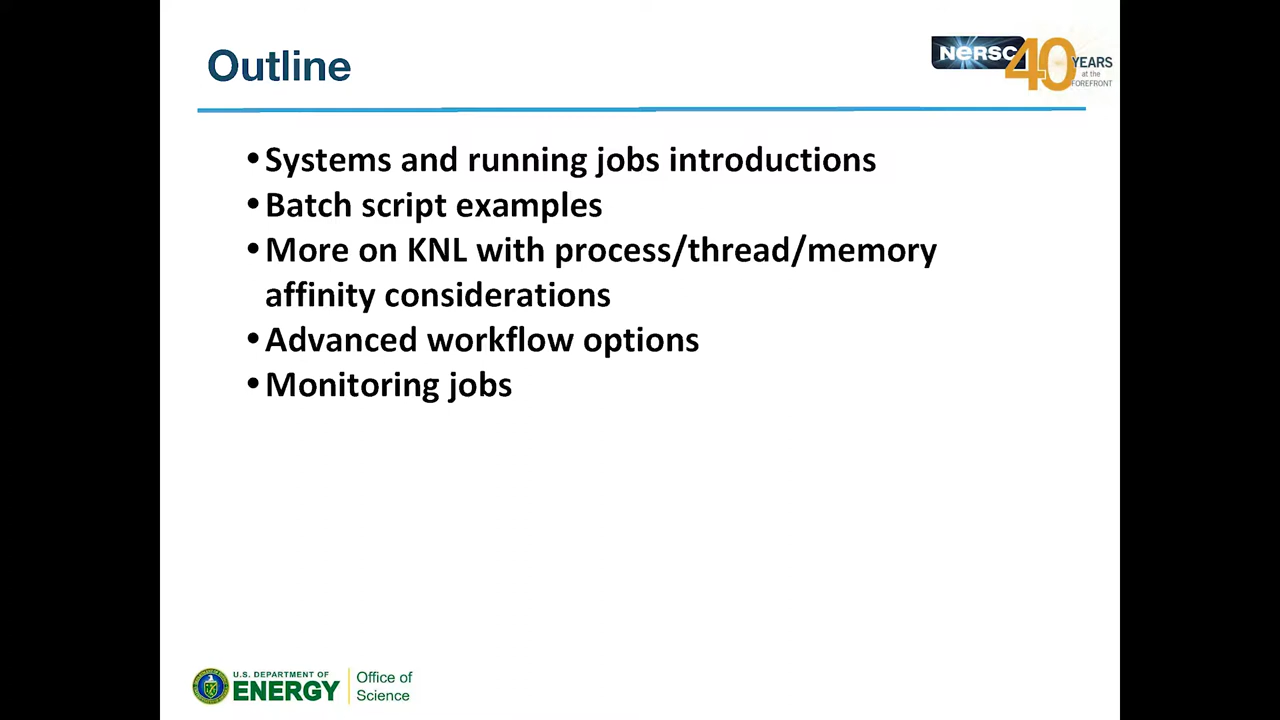 Outline
NERSC
40
YEARS
at the
FOREFRONT
• Systems and running jobs introductions
• Batch script examples
• More on KNL with process/thread/memory
affinity considerations
• Advanced workflow options
• Monitoring jobs
U.S. DEPARTMENT OF
ENERGY
Office of
Science